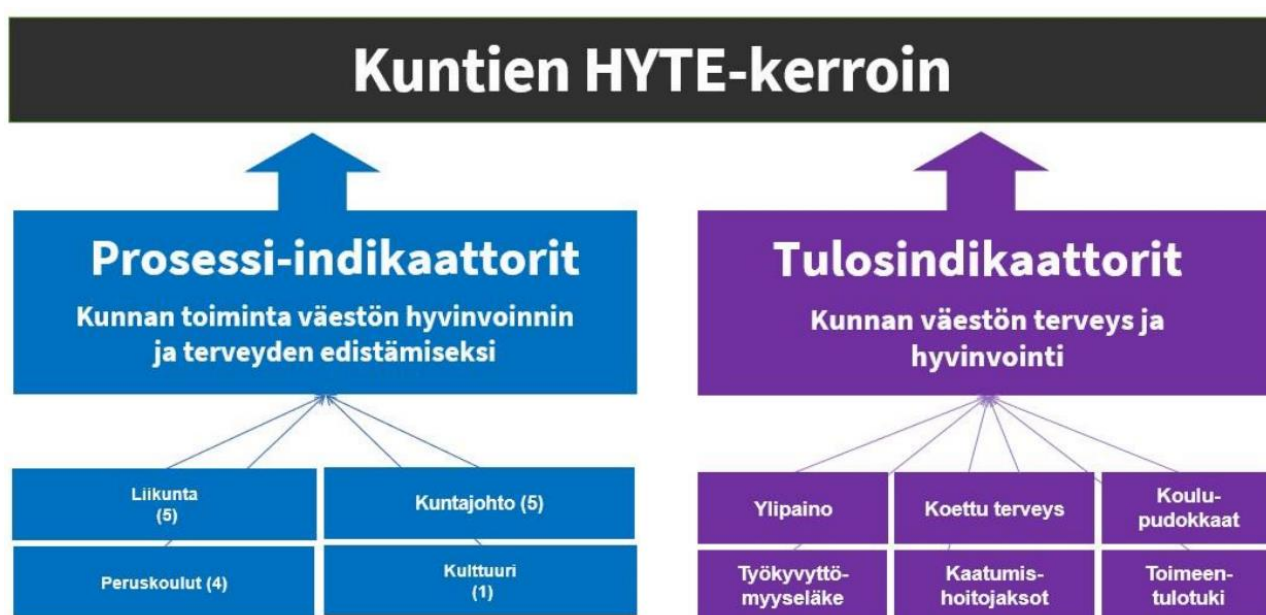 Kuntien HYTE-kerroin
Prosessi-indikaattorit
Kunnan toiminta väestön hyvinvoinnin
ja terveyden edistämiseksi
Liikunta
(5)
Kuntajohto (5)
Peruskoulut (4)
Kulttuuri
(1)
Tulosindikaattorit
Kunnan väestön terveys ja
hyvinvointi
Ylipaino
Koettu terveys
Koulu-
pudokkaat
Työkyvyttö-
myyseläke
Kaatumis-
hoitojaksot
Toimeen-
tulotuki